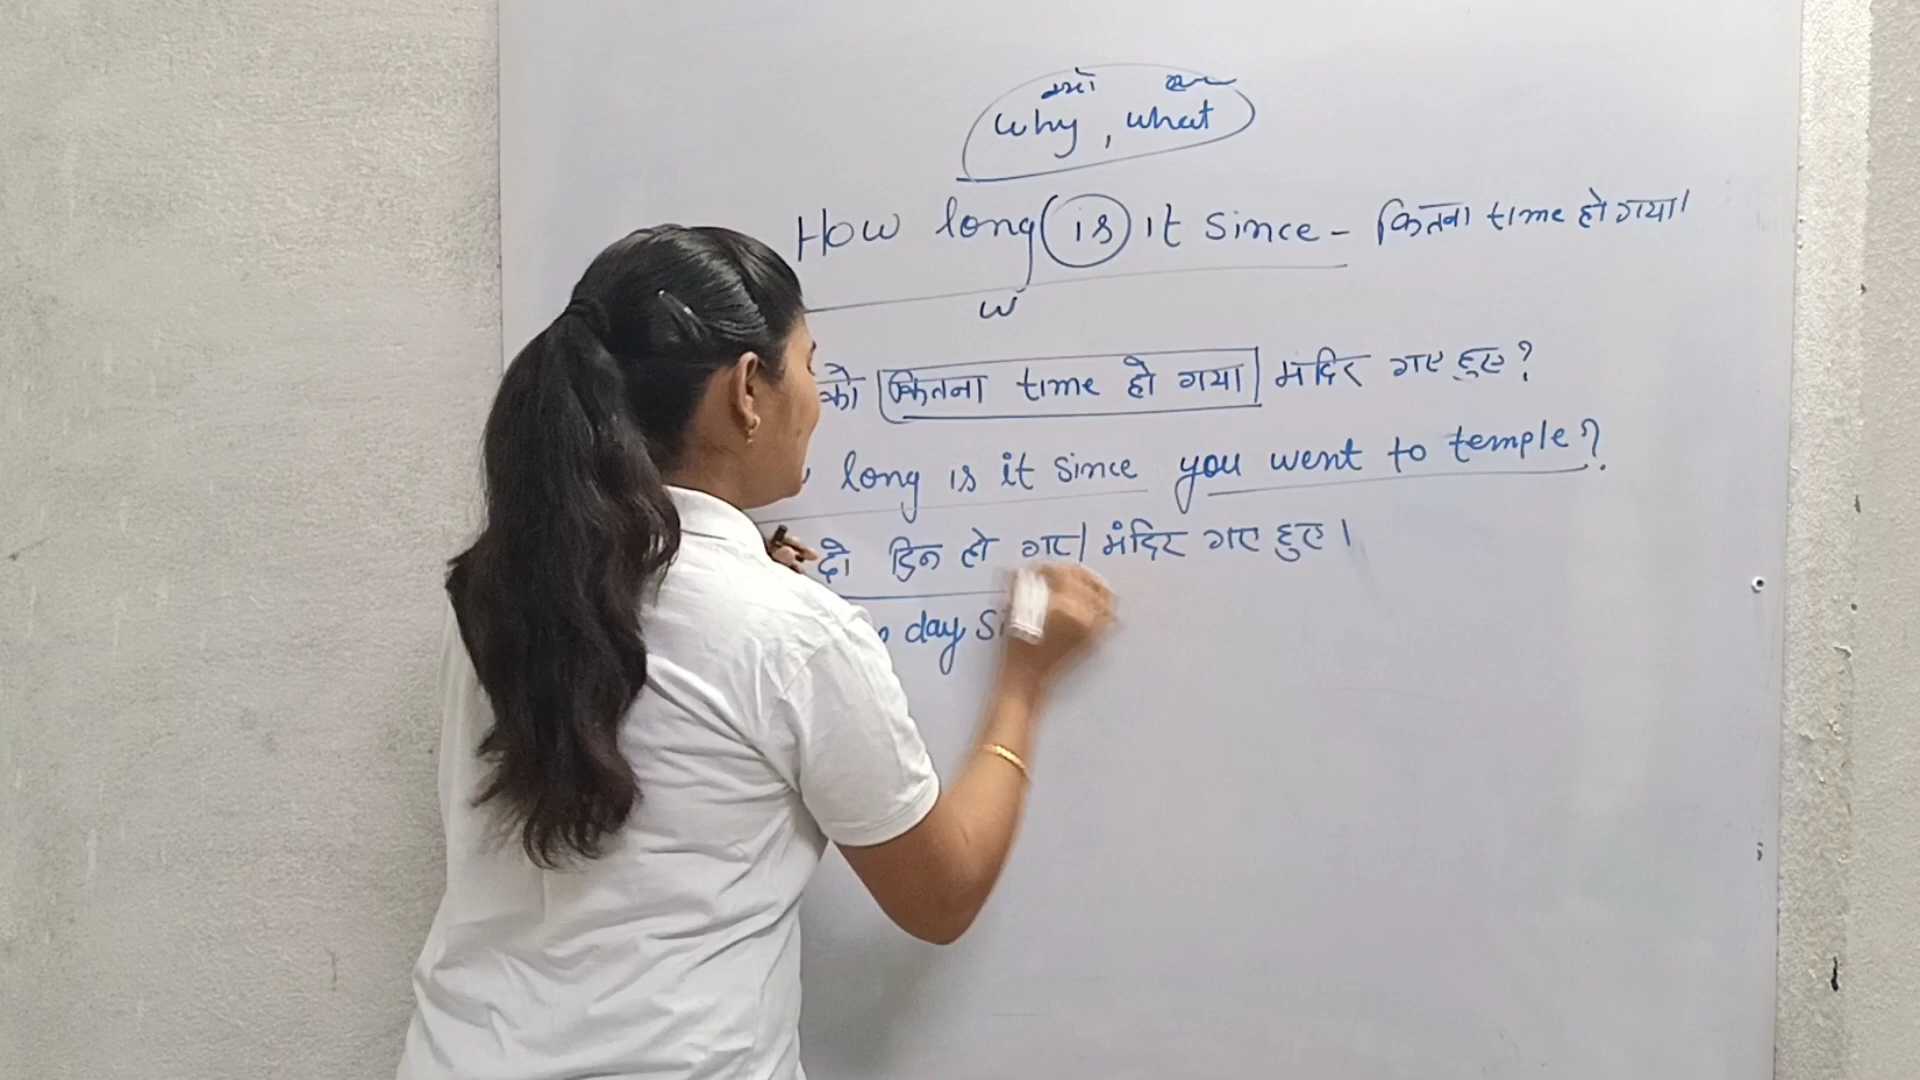 क्यों क्या
why, what
How long is it since - कितना time हो गया।
w
को कितना time हो गया मंदिर गए हुए?
long is it since you went to temple?
दो दिन हो गए। मंदिर गए हुए।
day si